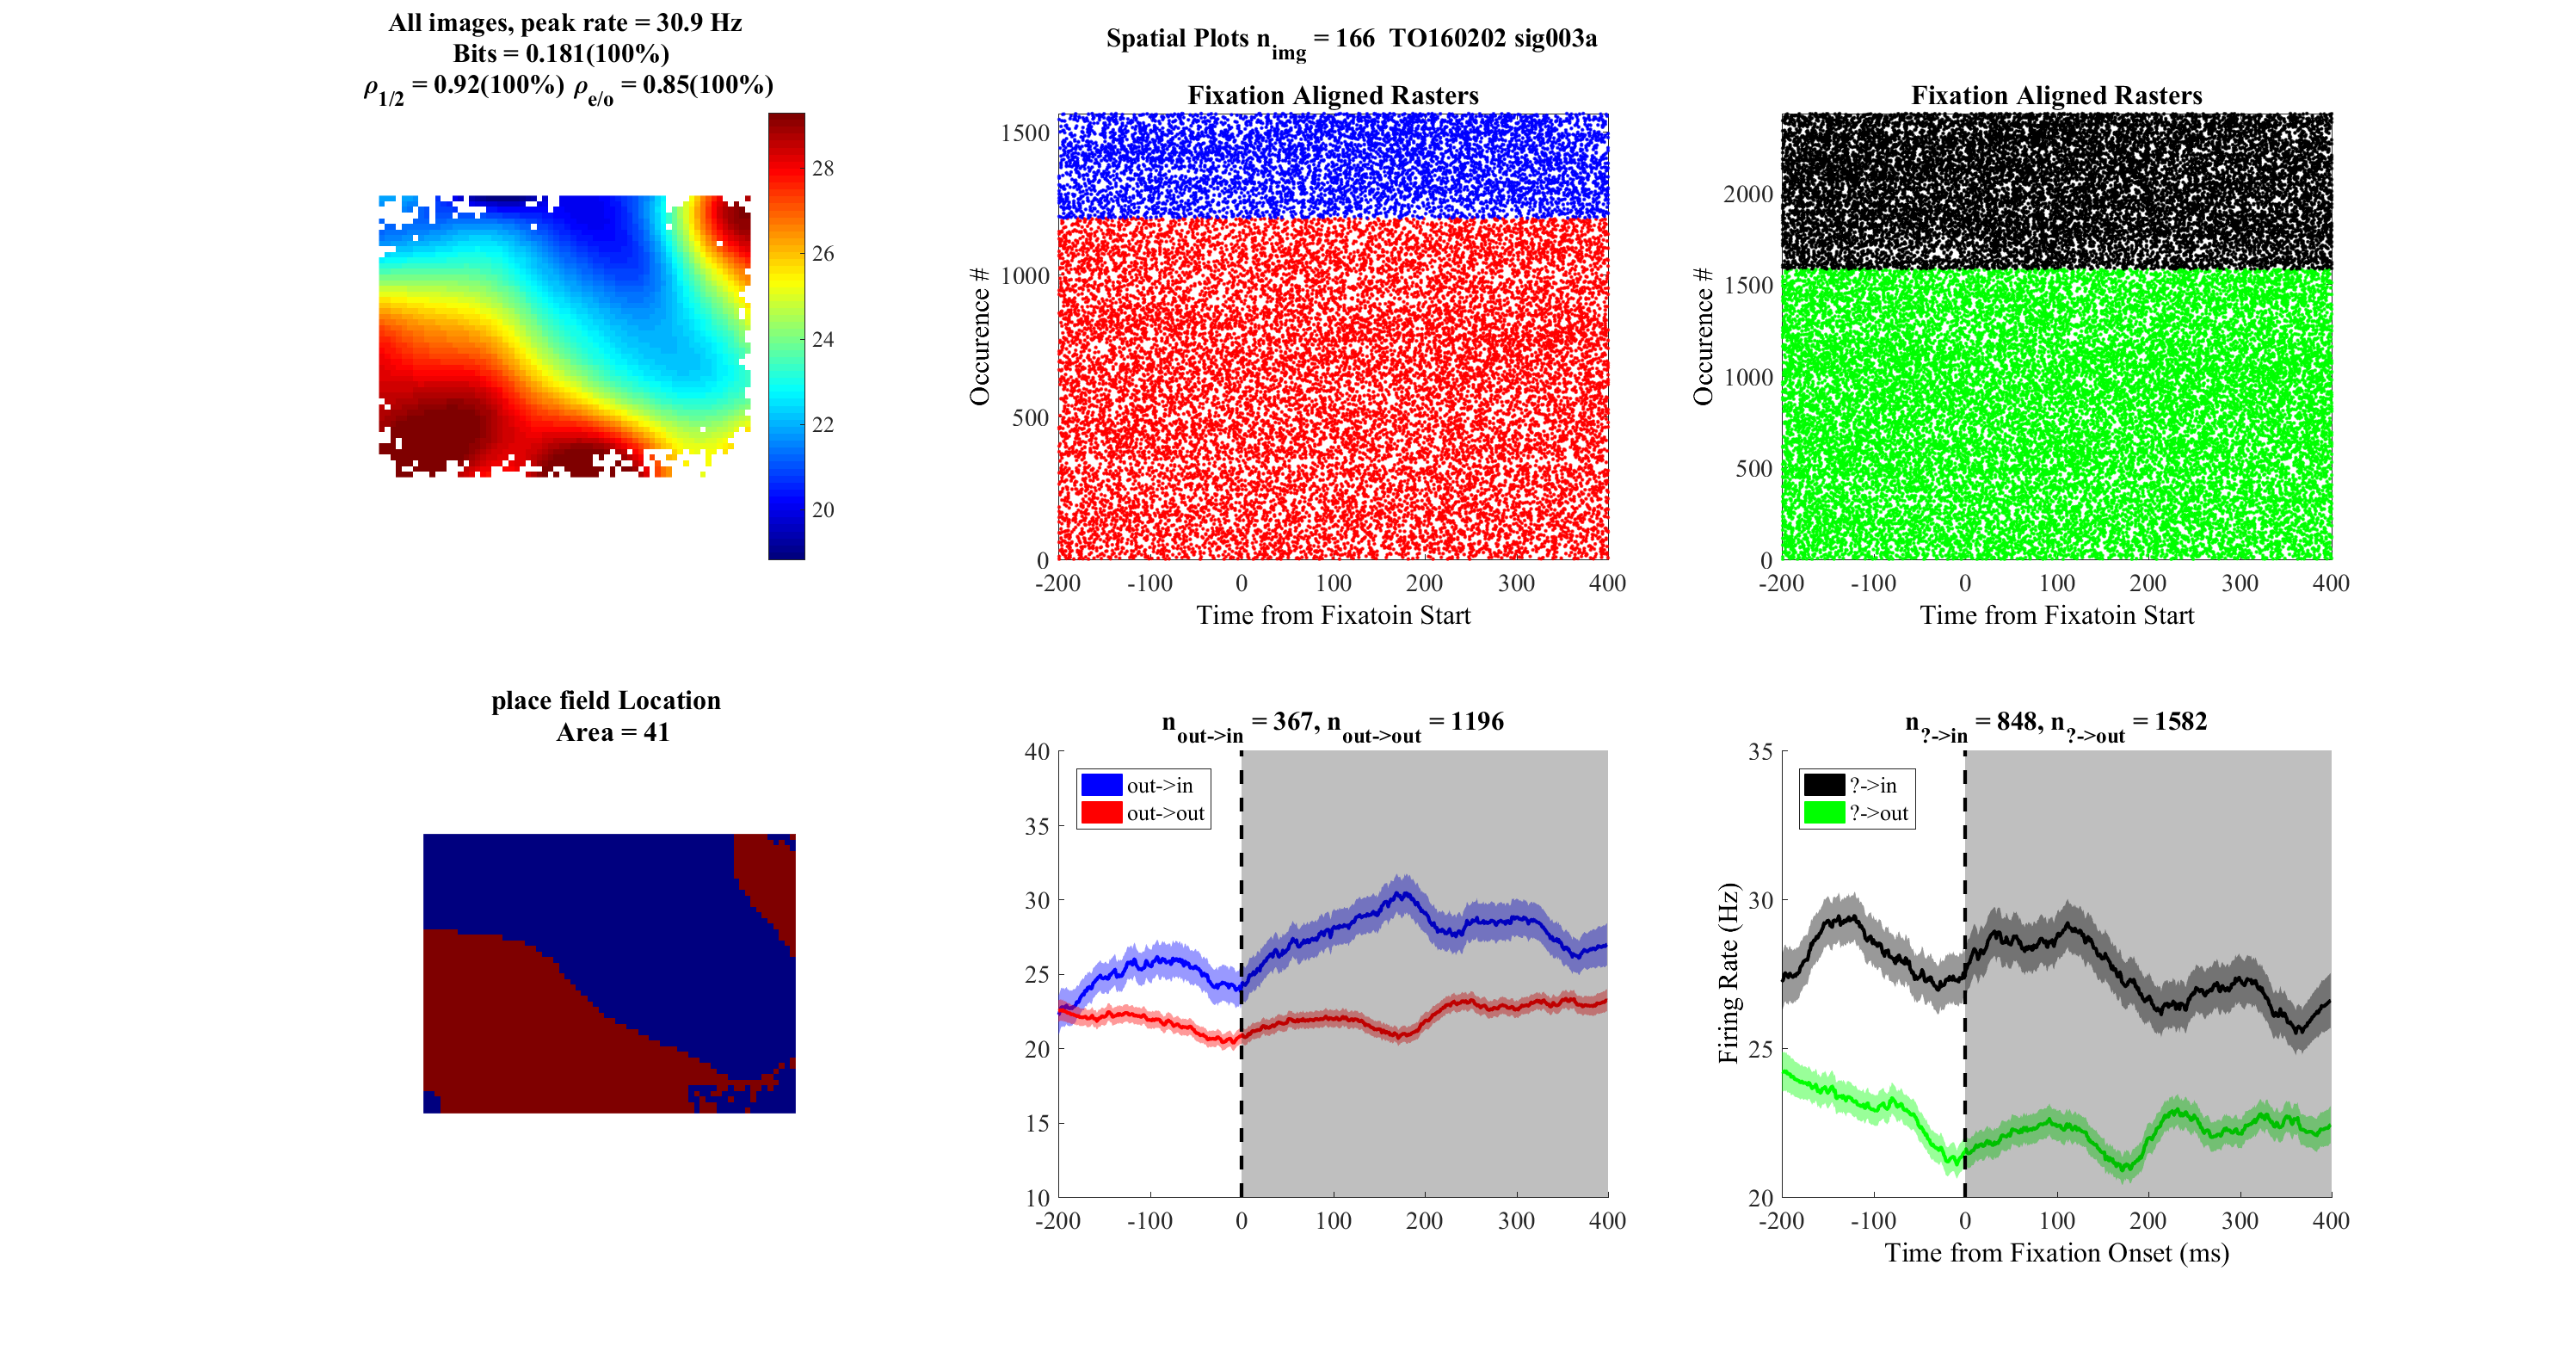 All images, peak rate = 30.9 Hz
Bits = 0.181(100%)
ρ1/2 = 0.92(100%) ρe/o = 0.85(100%)
28
26
24
22
20
Spatial Plots nimg = 166 TO160202 sig003a
Fixation Aligned Rasters
Occurence #
1500
1000
500
0
-200 -100 0 100 200 300 400
Time from Fixatoin Start
Fixation Aligned Rasters
Occurence #
2000
1500
1000
500
0
-200 -100 0 100 200 300 400
Time from Fixatoin Start
place field Location
Area = 41
nout->in = 367, nout->out = 1196
40
35
30
25
20
15
10
out->in
out->out
-200 -100 0 100 200 300 400
n?->in = 848, n?->out = 1582
Firing Rate (Hz)
35
30
25
20
?->in
?->out
-200 -100 0 100 200 300 400
Time from Fixation Onset (ms)